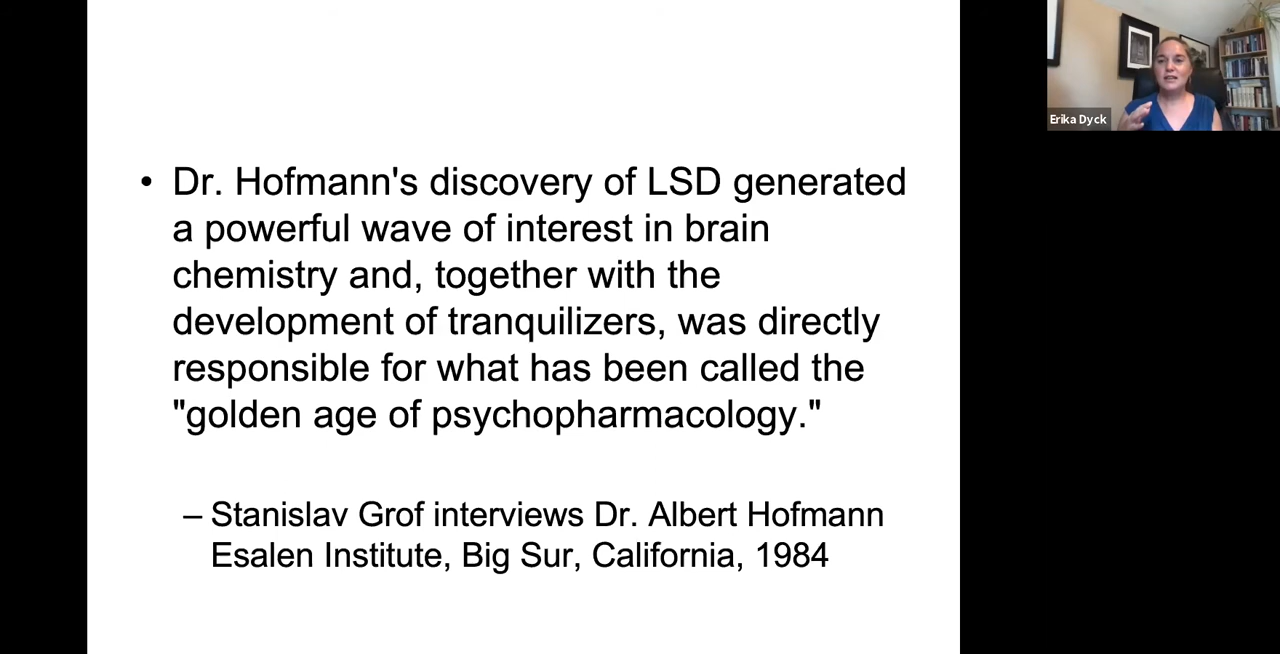 • Dr. Hofmann's discovery of LSD generated
a powerful wave of interest in brain
chemistry and, together with the
development of tranquilizers, was directly
responsible for what has been called the
"golden age of psychopharmacology."
– Stanislav Grof interviews Dr. Albert Hofmann
Esalen Institute, Big Sur, California, 1984
Erika Dyck